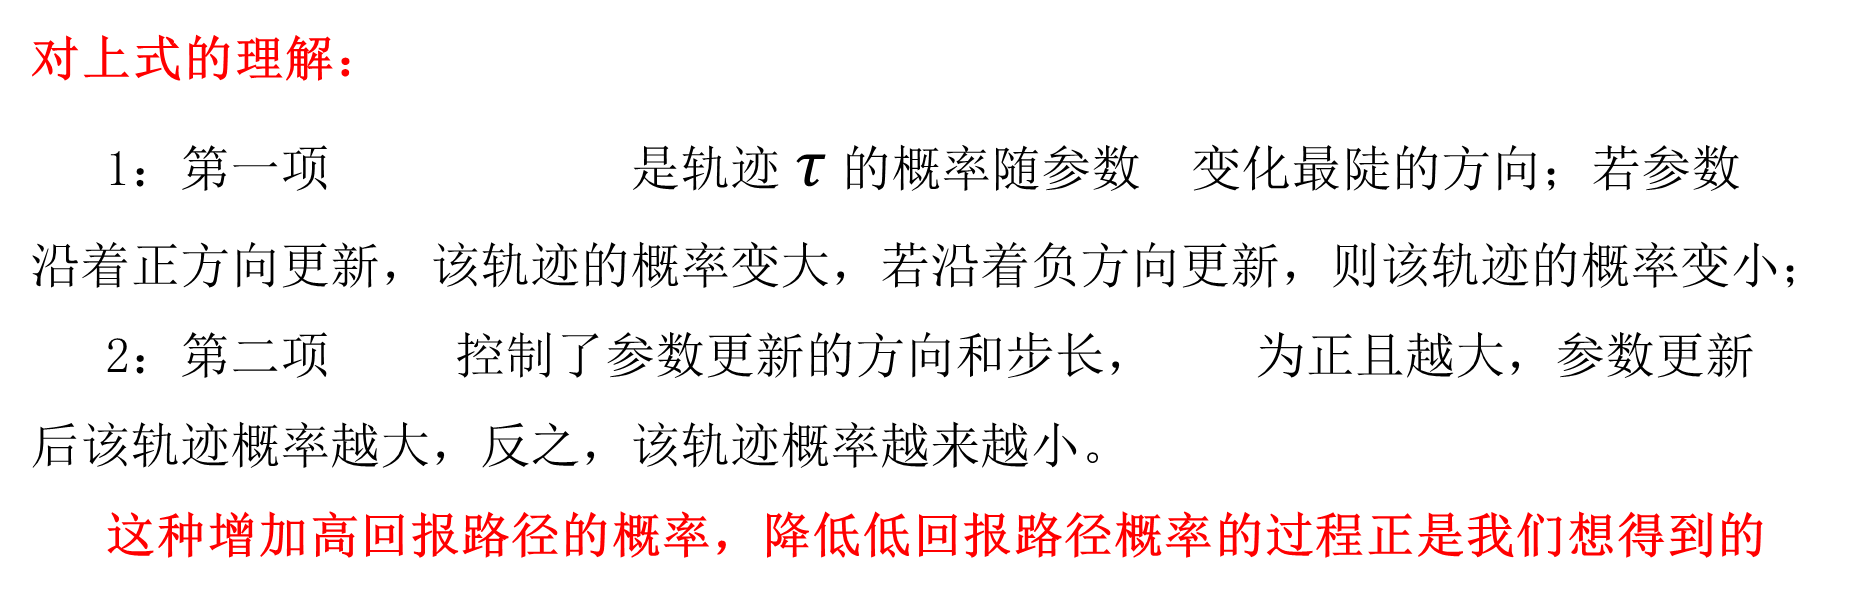 对上式的理解：
1：第一项 是轨迹 τ 的概率随参数 变化最陡的方向；若参数
沿着正方向更新，该轨迹的概率变大，若沿着负方向更新，则该轨迹的概率变小；
2：第二项 控制了参数更新的方向和步长， 为正且越大，参数更新
后该轨迹概率越大，反之，该轨迹概率越来越小。
这种增加高回报路径的概率，降低低回报路径概率的过程正是我们想得到的